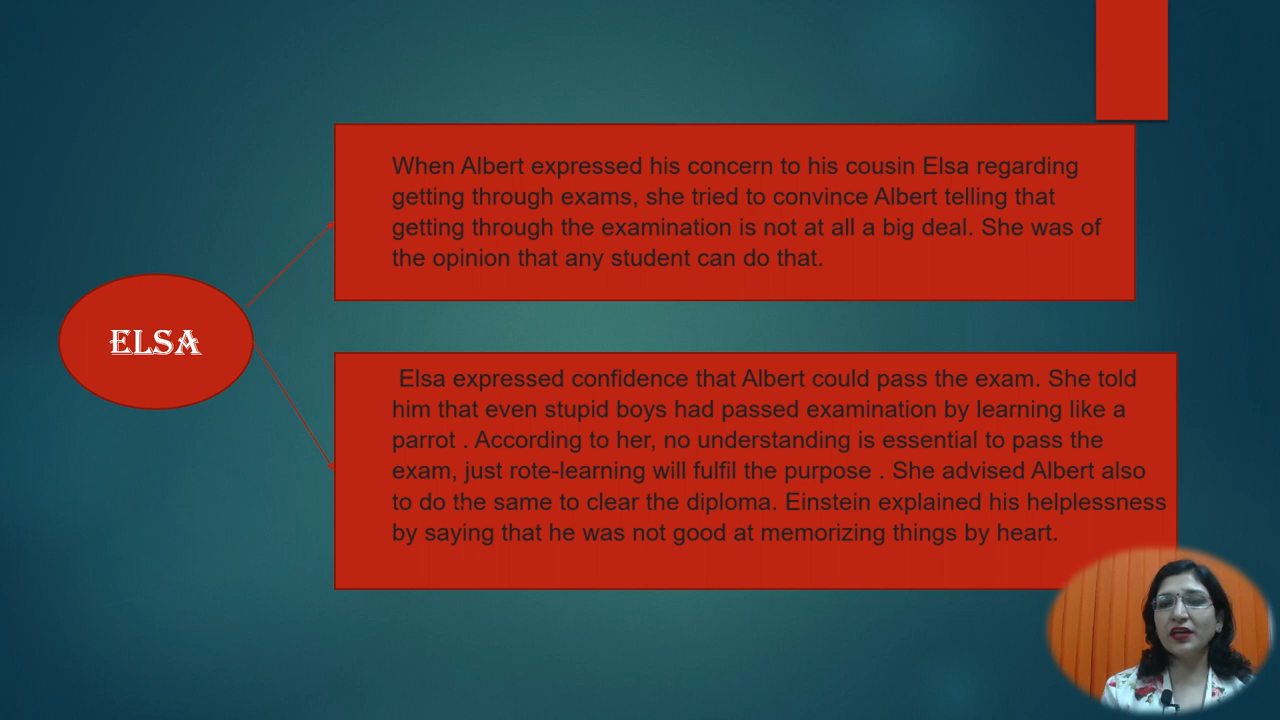 When Albert expressed his concern to his cousin Elsa regarding
getting through exams, she tried to convince Albert telling that
getting through the examination is not at all a big deal. She was of
the opinion that any student can do that.
ELSA
Elsa expressed confidence that Albert could pass the exam. She told
him that even stupid boys had passed examination by learning like a
parrot . According to her, no understanding is essential to pass the
exam, just rote-learning will fulfil the purpose . She advised Albert also
to do the same to clear the diploma. Einstein explained his helplessness
by saying that he was not good at memorizing things by heart.